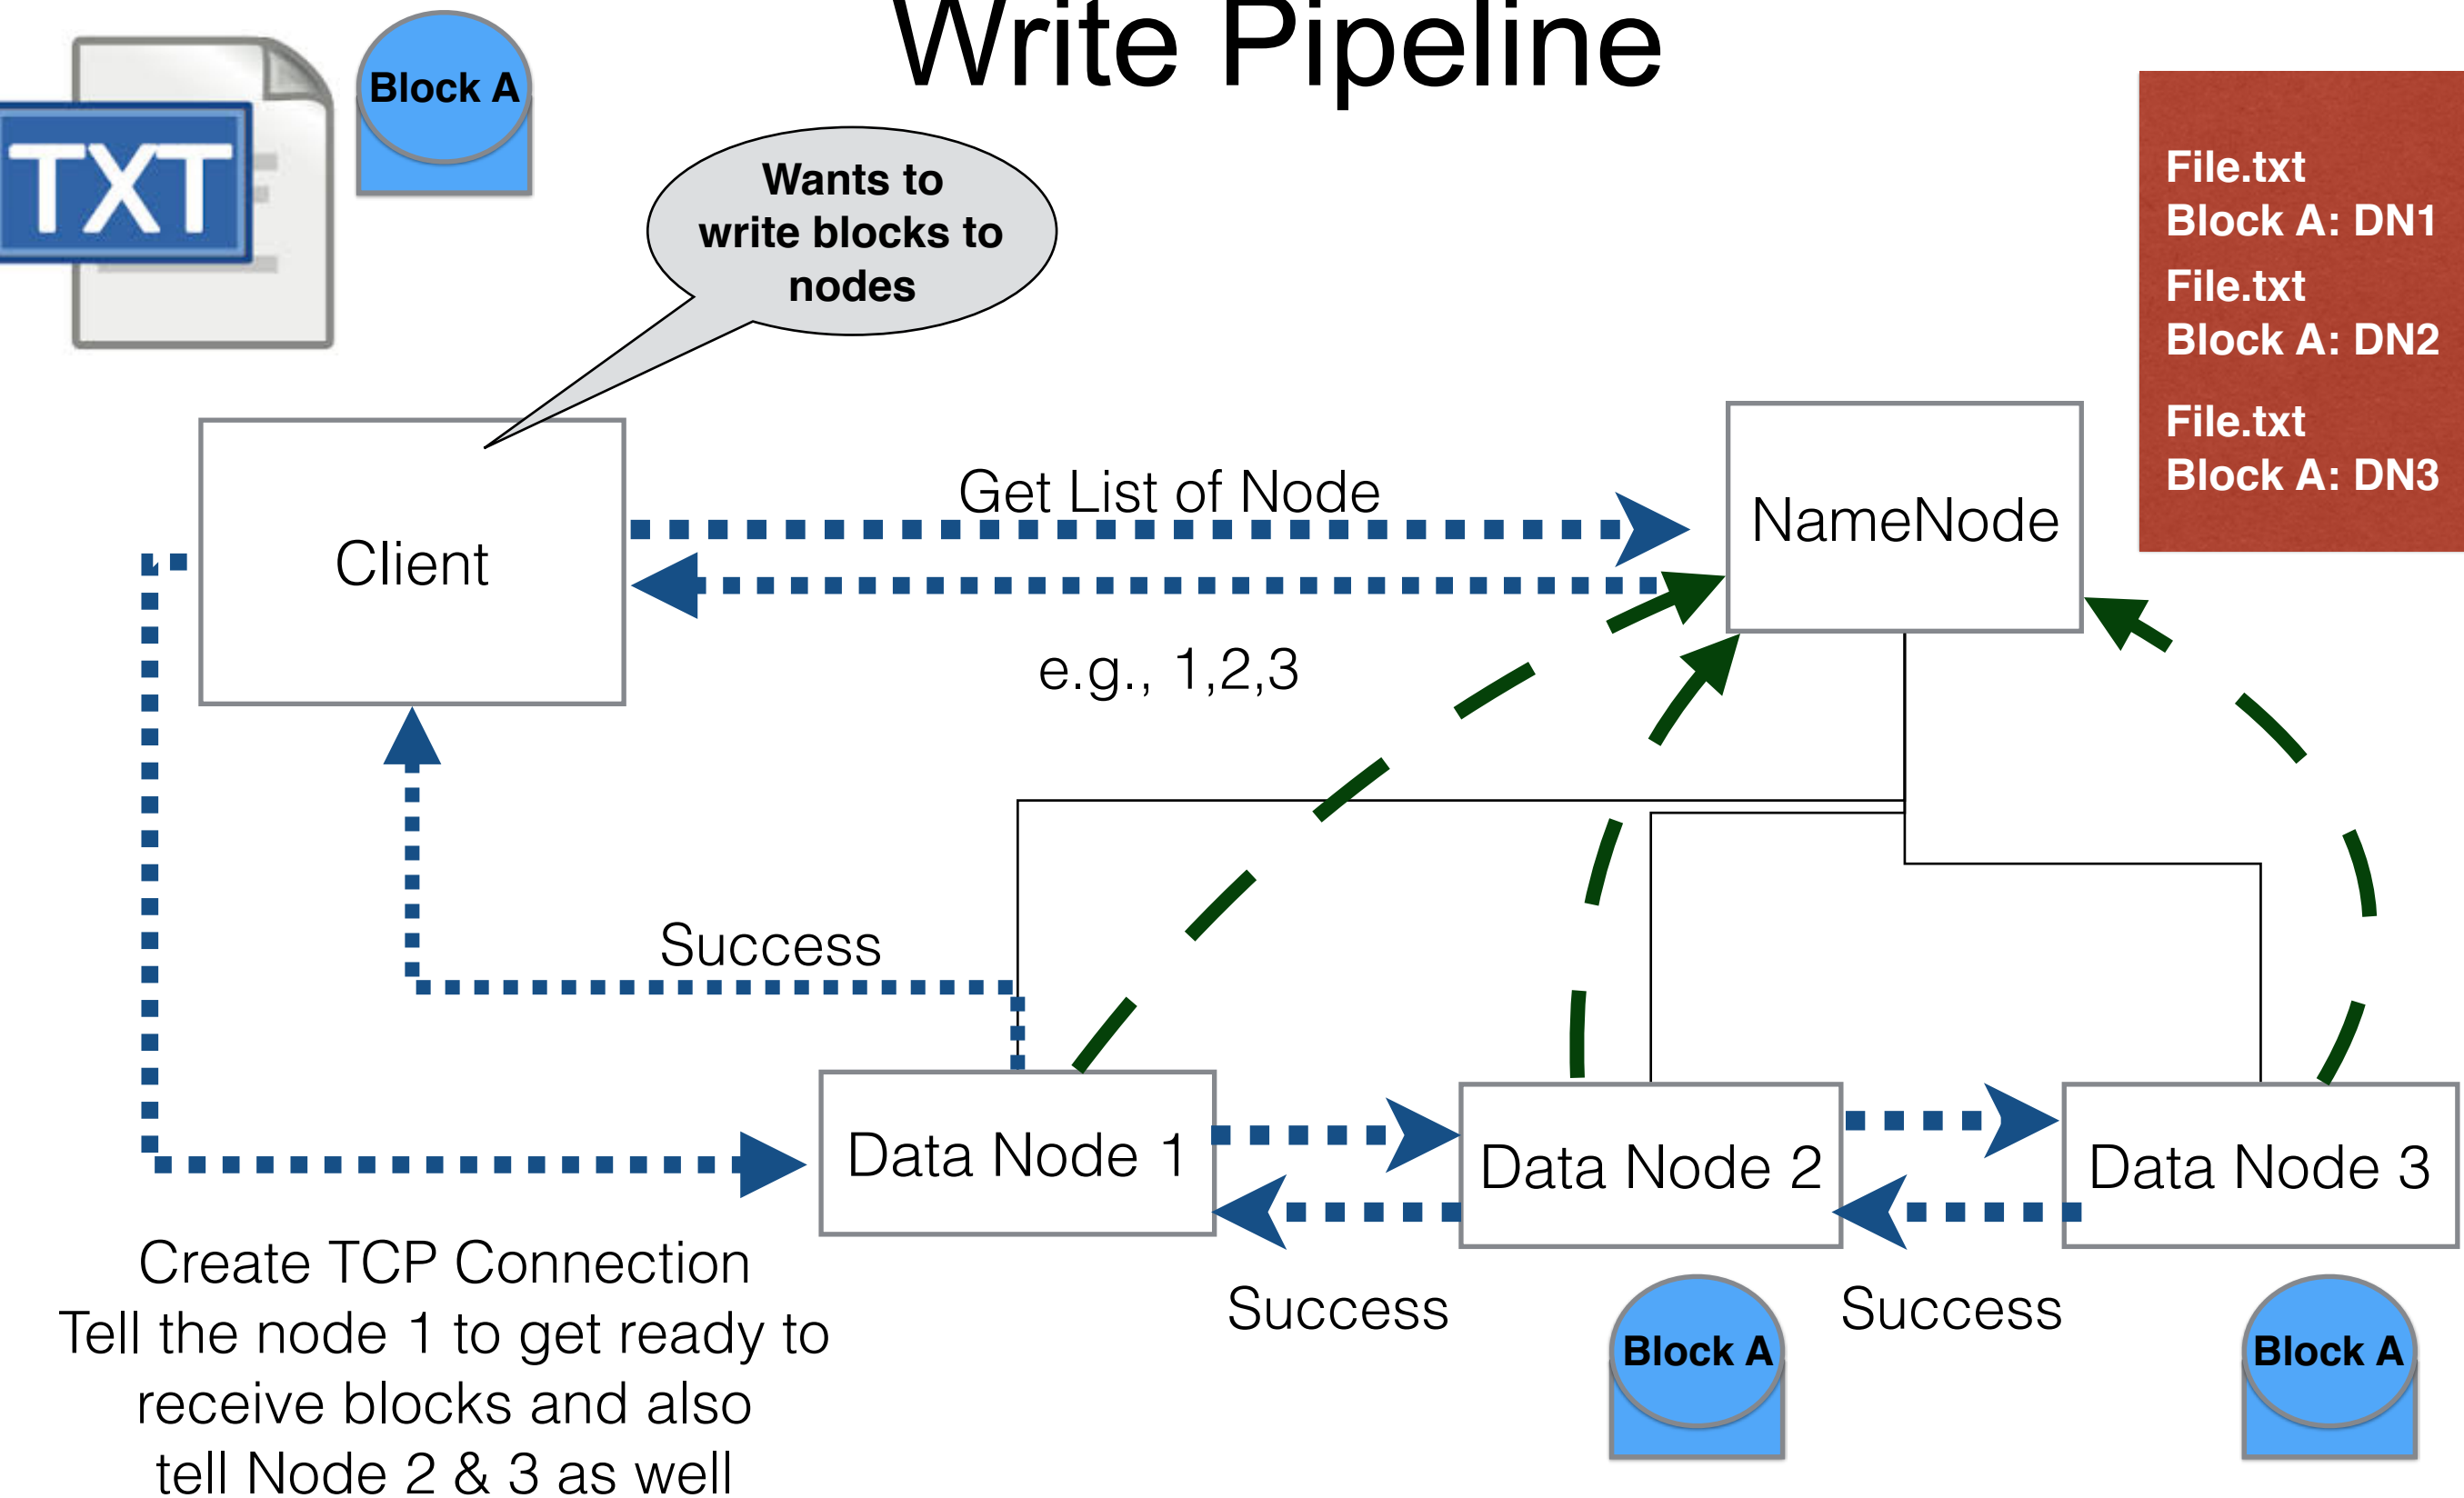 Write Pipeline
TXT
Block A
Wants to
write blocks to
nodes
File.txt
Block A: DN1
File.txt
Block A: DN2
File.txt
Block A: DN3
Get List of Node
NameNode
Client
e.g., 1,2,3
Success
Data Node 1
Data Node 2
Data Node 3
Create TCP Connection
Tell the node 1 to get ready to
receive blocks and also
tell Node 2 & 3 as well
Success
Success
Block A
Block A